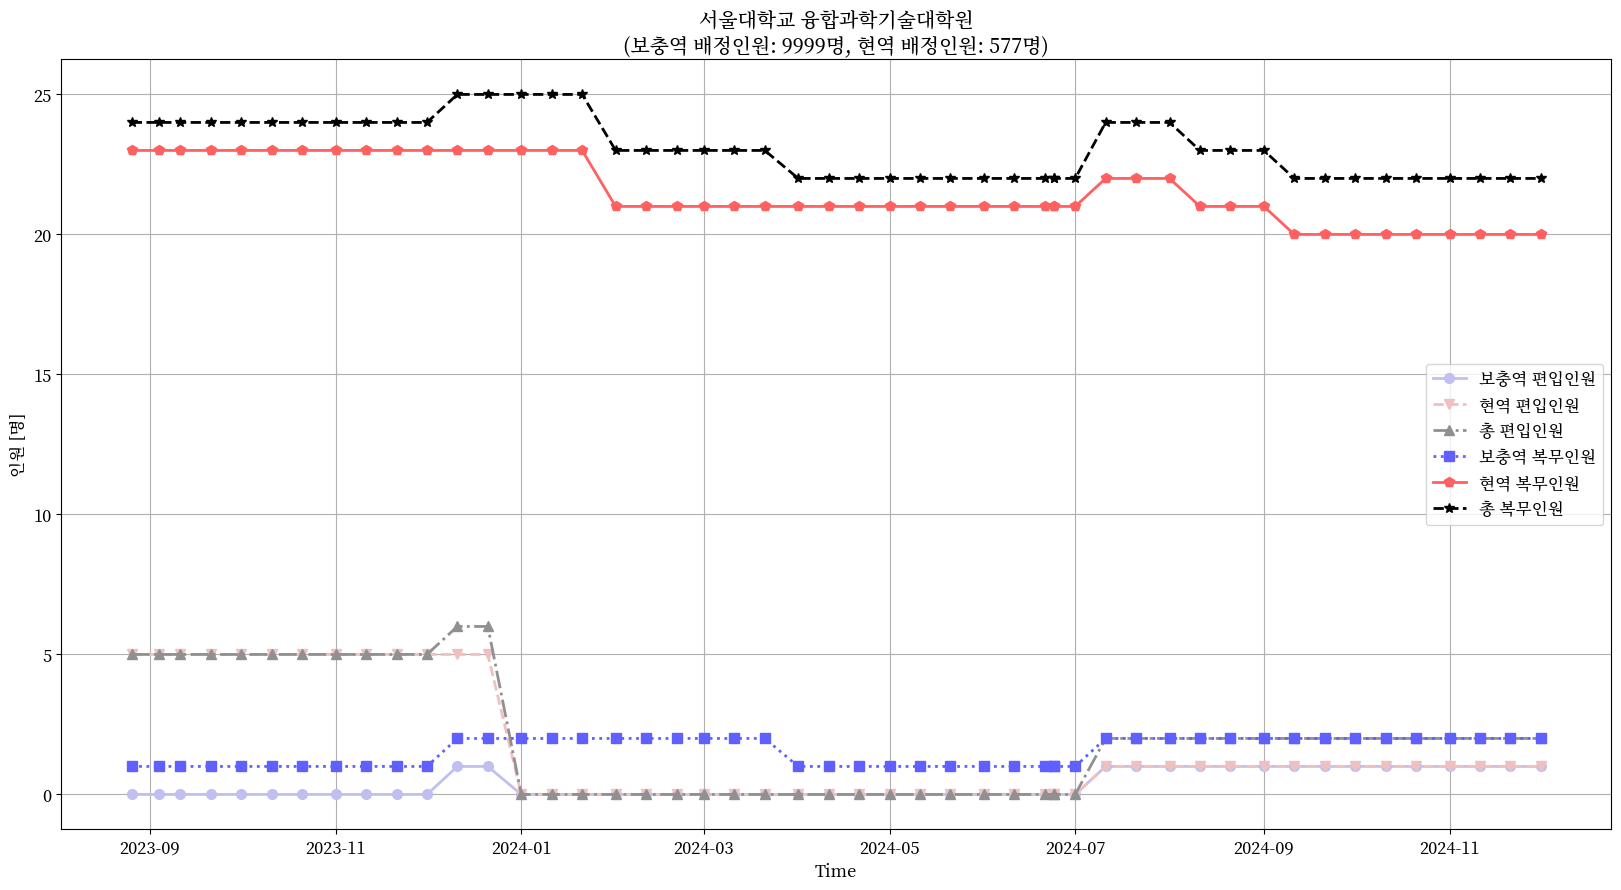 서울대학교 융합과학기술대학원
(보충역 배정인원: 9999명, 현역 배정인원: 577명)
25
20
15
10
5
0
인원 [명]
보충역 편입인원
현역 편입인원
총 편입인원
보충역 복무인원
현역 복무인원
총 복무인원
2023-09 2023-11 2024-01 2024-03 2024-05 2024-07 2024-09 2024-11
Time